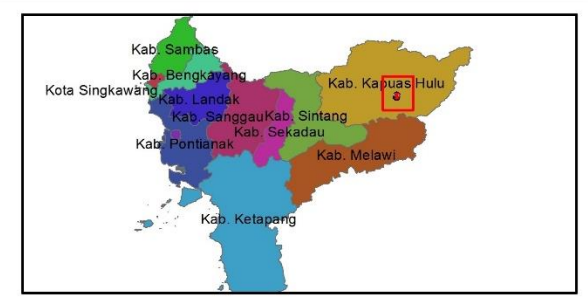 Kab. Sambas
Kab. Bengkayang
Kota Singkawang
Kab. Landak
Kab. Kapuas Hulu
Kab. Sanggau
Kab. Sintang
Kab. Sekadau
Kab. Pontianak
Kab. Melawi
Kab. Ketapang